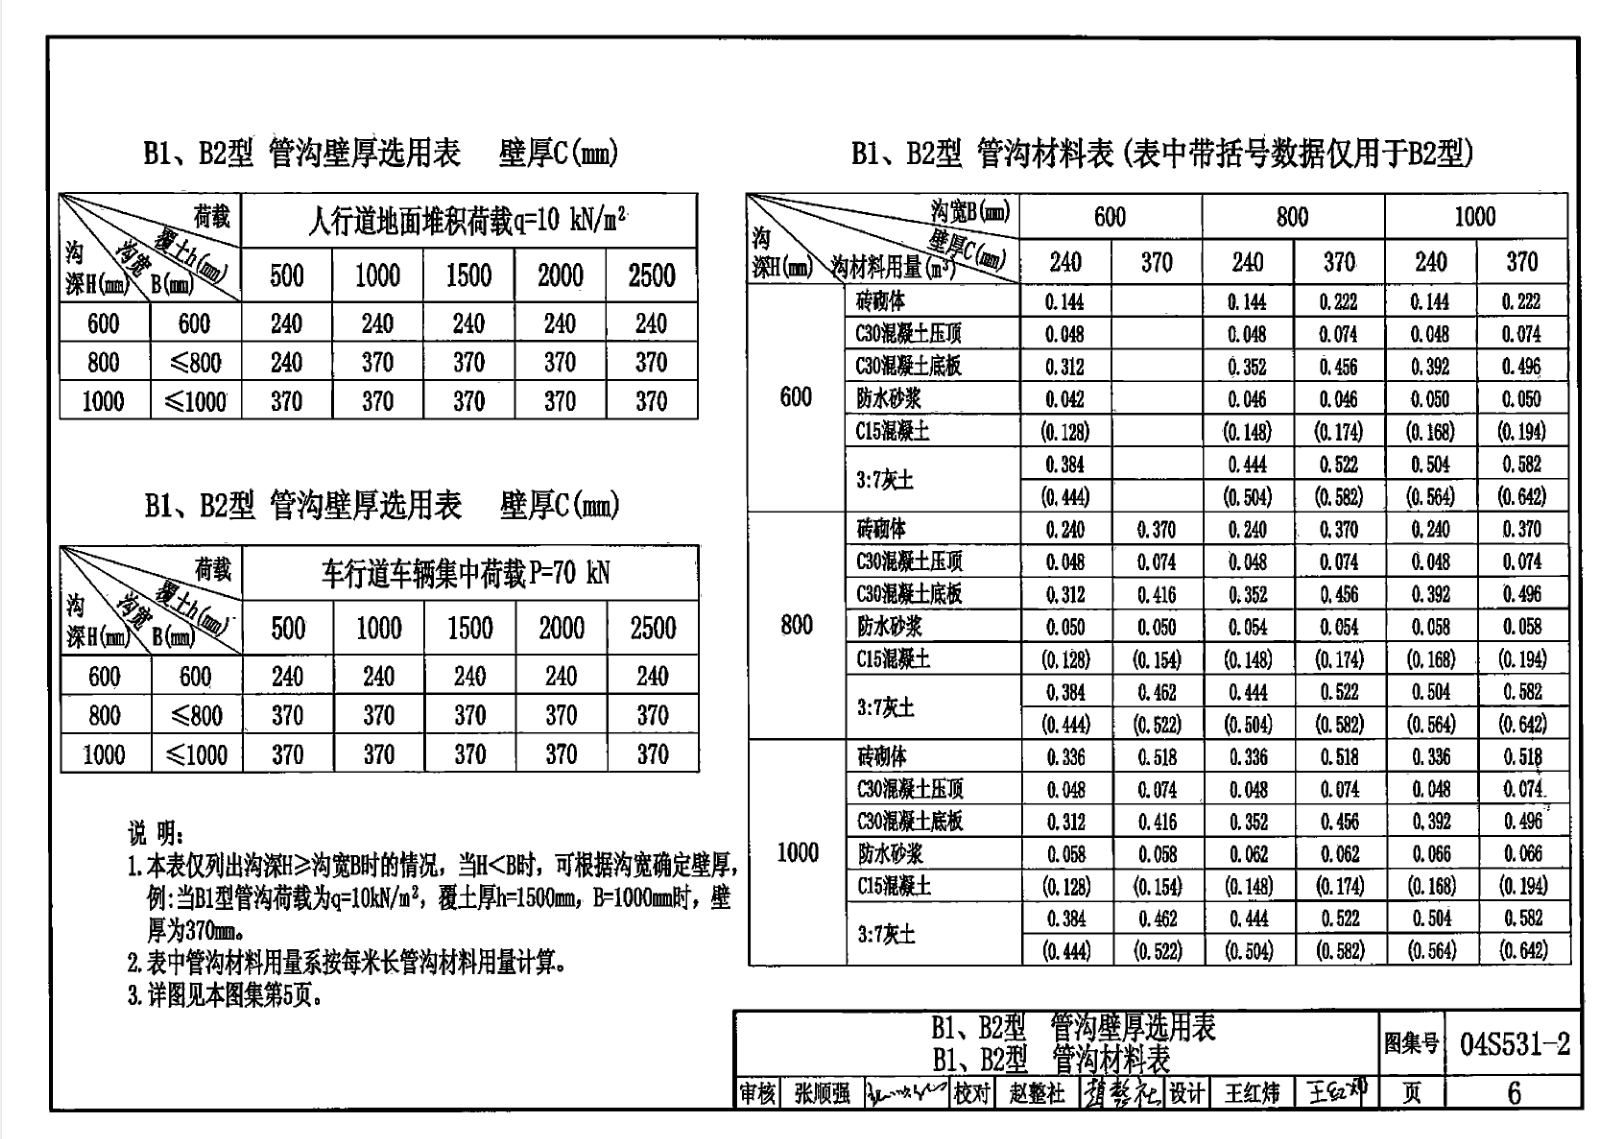 B1、B2型 管沟壁厚选用表 壁厚C(mm)
荷载 人行道地面堆积荷载q=10 kN/m²
沟深H(mm) 沟宽B(mm) 覆土h(mm) 500 1000 1500 2000 2500
600 600 240 240 240 240 240
800 ≤800 240 370 370 370 370
1000 ≤1000 370 370 370 370 370
B1、B2型 管沟壁厚选用表 壁厚C(mm)
荷载 车行道车辆集中荷载P=70 kN
沟深H(mm) 沟宽B(mm) 覆土h(mm) 500 1000 1500 2000 2500
600 600 240 240 240 240 240
800 ≤800 370 370 370 370 370
1000 ≤1000 370 370 370 370 370
说 明:
1.本表仅列出沟深H≥沟宽B时的情况，当H<B时，可根据沟宽确定壁厚，
例:当B1型管沟荷载为q=10kN/m²，覆土厚h=1500mm，B=1000mm时，壁
厚为370mm。
2.表中管沟材料用量系按每米长管沟材料用量计算。
3.详图见本图集第5页。
B1、B2型 管沟材料表(表中带括号数据仅用于B2型)
沟宽B(mm) 600 800 1000
沟深H(mm) 沟材料用量(m³) 壁厚C(mm) 240 370 240 370 240 370
600
砖砌体 0.144 0.144 0.222 0.144 0.222
C30混凝土压顶 0.048 0.048 0.074 0.048 0.074
C30混凝土底板 0.312 0.352 0.456 0.392 0.496
防水砂浆 0.042 0.046 0.046 0.050 0.050
C15混凝土 (0.128) (0.148) (0.174) (0.168) (0.194)
3:7灰土 0.384 0.444 0.522 0.504 0.582
(0.444) (0.504) (0.582) (0.564) (0.642)
800
砖砌体 0.240 0.370 0.240 0.370 0.240 0.370
C30混凝土压顶 0.048 0.074 0.048 0.074 0.048 0.074
C30混凝土底板 0.312 0.416 0.352 0.456 0.392 0.496
防水砂浆 0.050 0.050 0.054 0.054 0.058 0.058
C15混凝土 (0.128) (0.154) (0.148) (0.174) (0.168) (0.194)
3:7灰土 0.384 0.462 0.444 0.522 0.504 0.582
(0.444) (0.522) (0.504) (0.582) (0.564) (0.642)
1000
砖砌体 0.336 0.518 0.336 0.518 0.336 0.518
C30混凝土压顶 0.048 0.074 0.048 0.074 0.048 0.074
C30混凝土底板 0.312 0.416 0.352 0.456 0.392 0.496
防水砂浆 0.058 0.058 0.062 0.062 0.066 0.066
C15混凝土 (0.128) (0.154) (0.148) (0.174) (0.168) (0.194)
3:7灰土 0.384 0.462 0.444 0.522 0.504 0.582
(0.444) (0.522) (0.504) (0.582) (0.564) (0.642)
B1、B2型 管沟壁厚选用表
B1、B2型 管沟材料表
图集号 04S531-2
审核 张顺强 校对 赵整社 赵整社 设计 王红炜 页 6